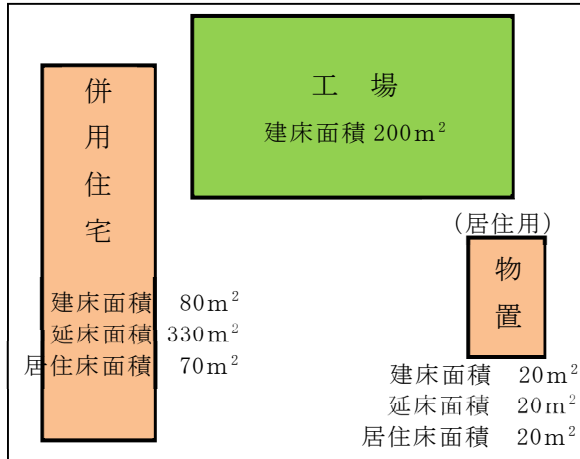 併用住宅
建床面積 80m²
延床面積 330m²
居住床面積 70m²
工 場
建床面積 200m²
(居住用)
物置
建床面積 20m²
延床面積 20m²
居住床面積 20m²